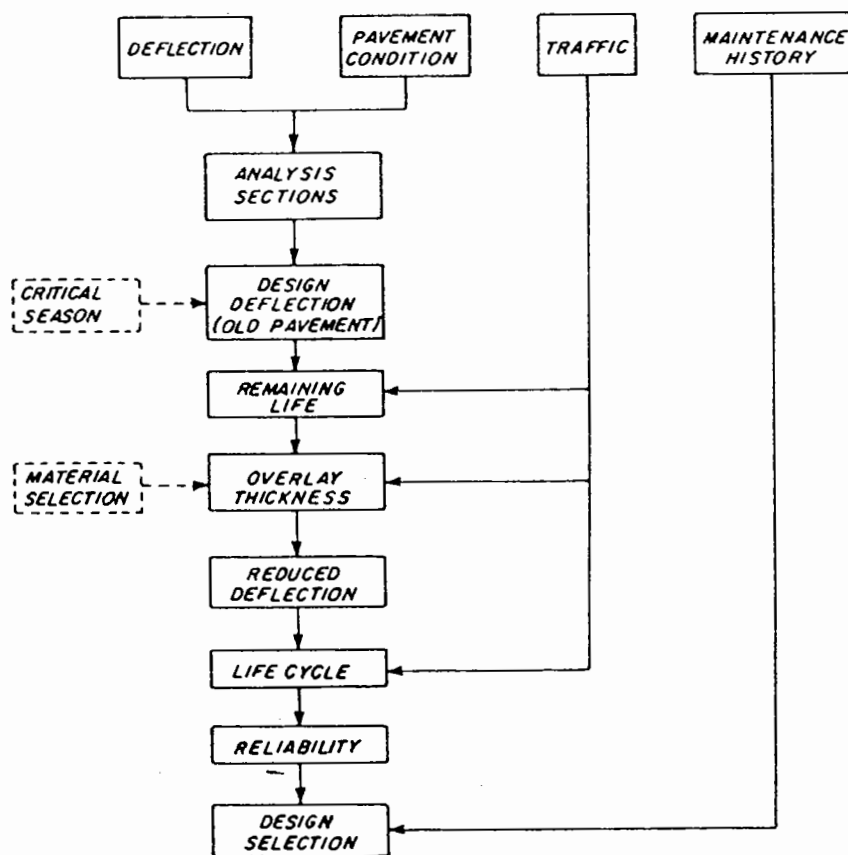 DEFLECTION
PAVEMENT
CONDITION
TRAFFIC
MAINTENANCE
HISTORY
ANALYSIS
SECTIONS
CRITICAL
SEASON
DESIGN
DEFLECTION
(OLD PAVEMENT)
REMAINING
LIFE
MATERIAL
SELECTION
OVERLAY
THICKNESS
REDUCED
DEFLECTION
LIFE CYCLE
RELIABILITY
DESIGN
SELECTION